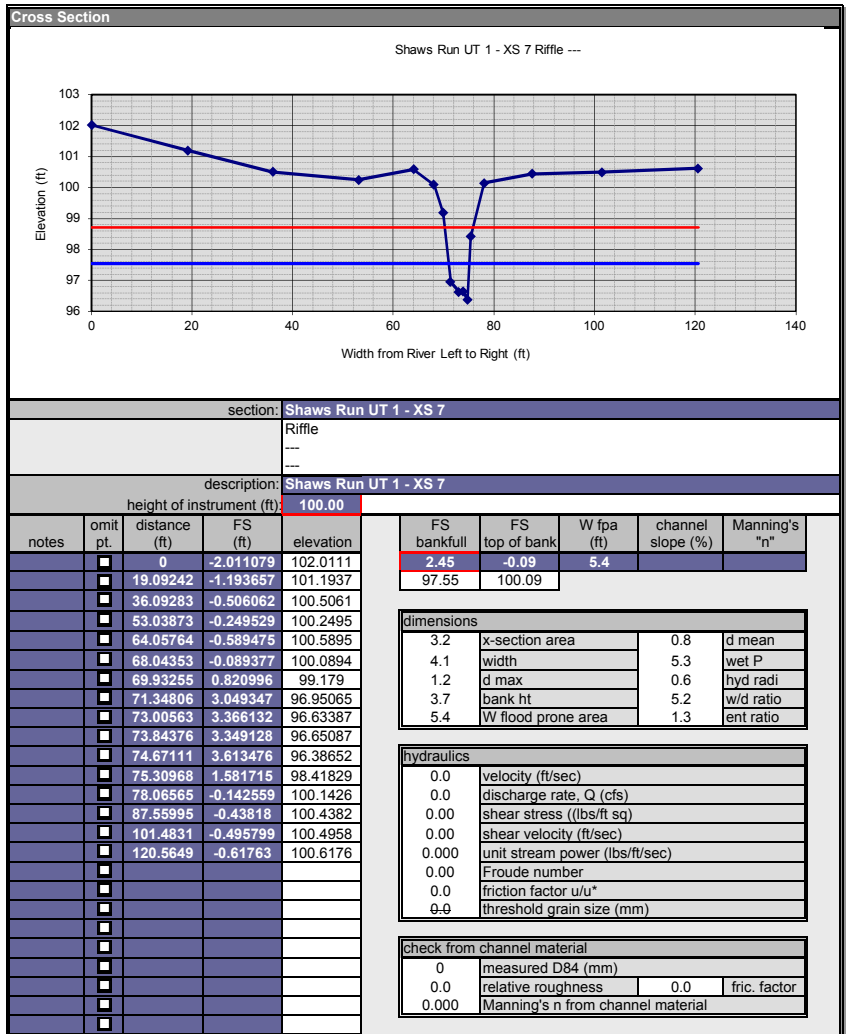 Cross Section
Shaws Run UT 1 - XS 7 Riffle ---
103
102
101
100
99
98
97
96
Elevation (ft)
0 20 40 60 80 100 120 140
Width from River Left to Right (ft)
section: Shaws Run UT 1 - XS 7
Riffle
---
---
description: Shaws Run UT 1 - XS 7
height of instrument (ft): 100.00
notes omit pt. distance (ft) FS (ft) elevation
0 -2.011079 102.0111
19.09242 -1.193657 101.1937
36.09283 -0.506062 100.5061
53.03873 -0.249529 100.2495
64.05764 -0.589475 100.5895
68.04353 -0.089377 100.0894
69.93255 0.820996 99.179
71.34806 3.049347 96.95065
73.00563 3.366132 96.63387
73.84376 3.349128 96.65087
74.67111 3.613476 96.38652
75.30968 1.581715 98.41829
78.06565 -0.142559 100.1426
87.55995 -0.43818 100.4382
101.4831 -0.495799 100.4958
120.5649 -0.61763 100.6176
FS bankfull FS top of bank W fpa (ft) channel slope (%) Manning's "n"
2.45 -0.09 5.4
97.55 100.09
dimensions
3.2 x-section area 0.8 d mean
4.1 width 5.3 wet P
1.2 d max 0.6 hyd radi
3.7 bank ht 5.2 w/d ratio
5.4 W flood prone area 1.3 ent ratio
hydraulics
0.0 velocity (ft/sec)
0.0 discharge rate, Q (cfs)
0.00 shear stress ((lbs/ft sq)
0.00 shear velocity (ft/sec)
0.000 unit stream power (lbs/ft/sec)
0.00 Froude number
0.0 friction factor u/u*
0.0 threshold grain size (mm)
check from channel material
0 measured D84 (mm)
0.0 relative roughness 0.0 fric. factor
0.000 Manning's n from channel material